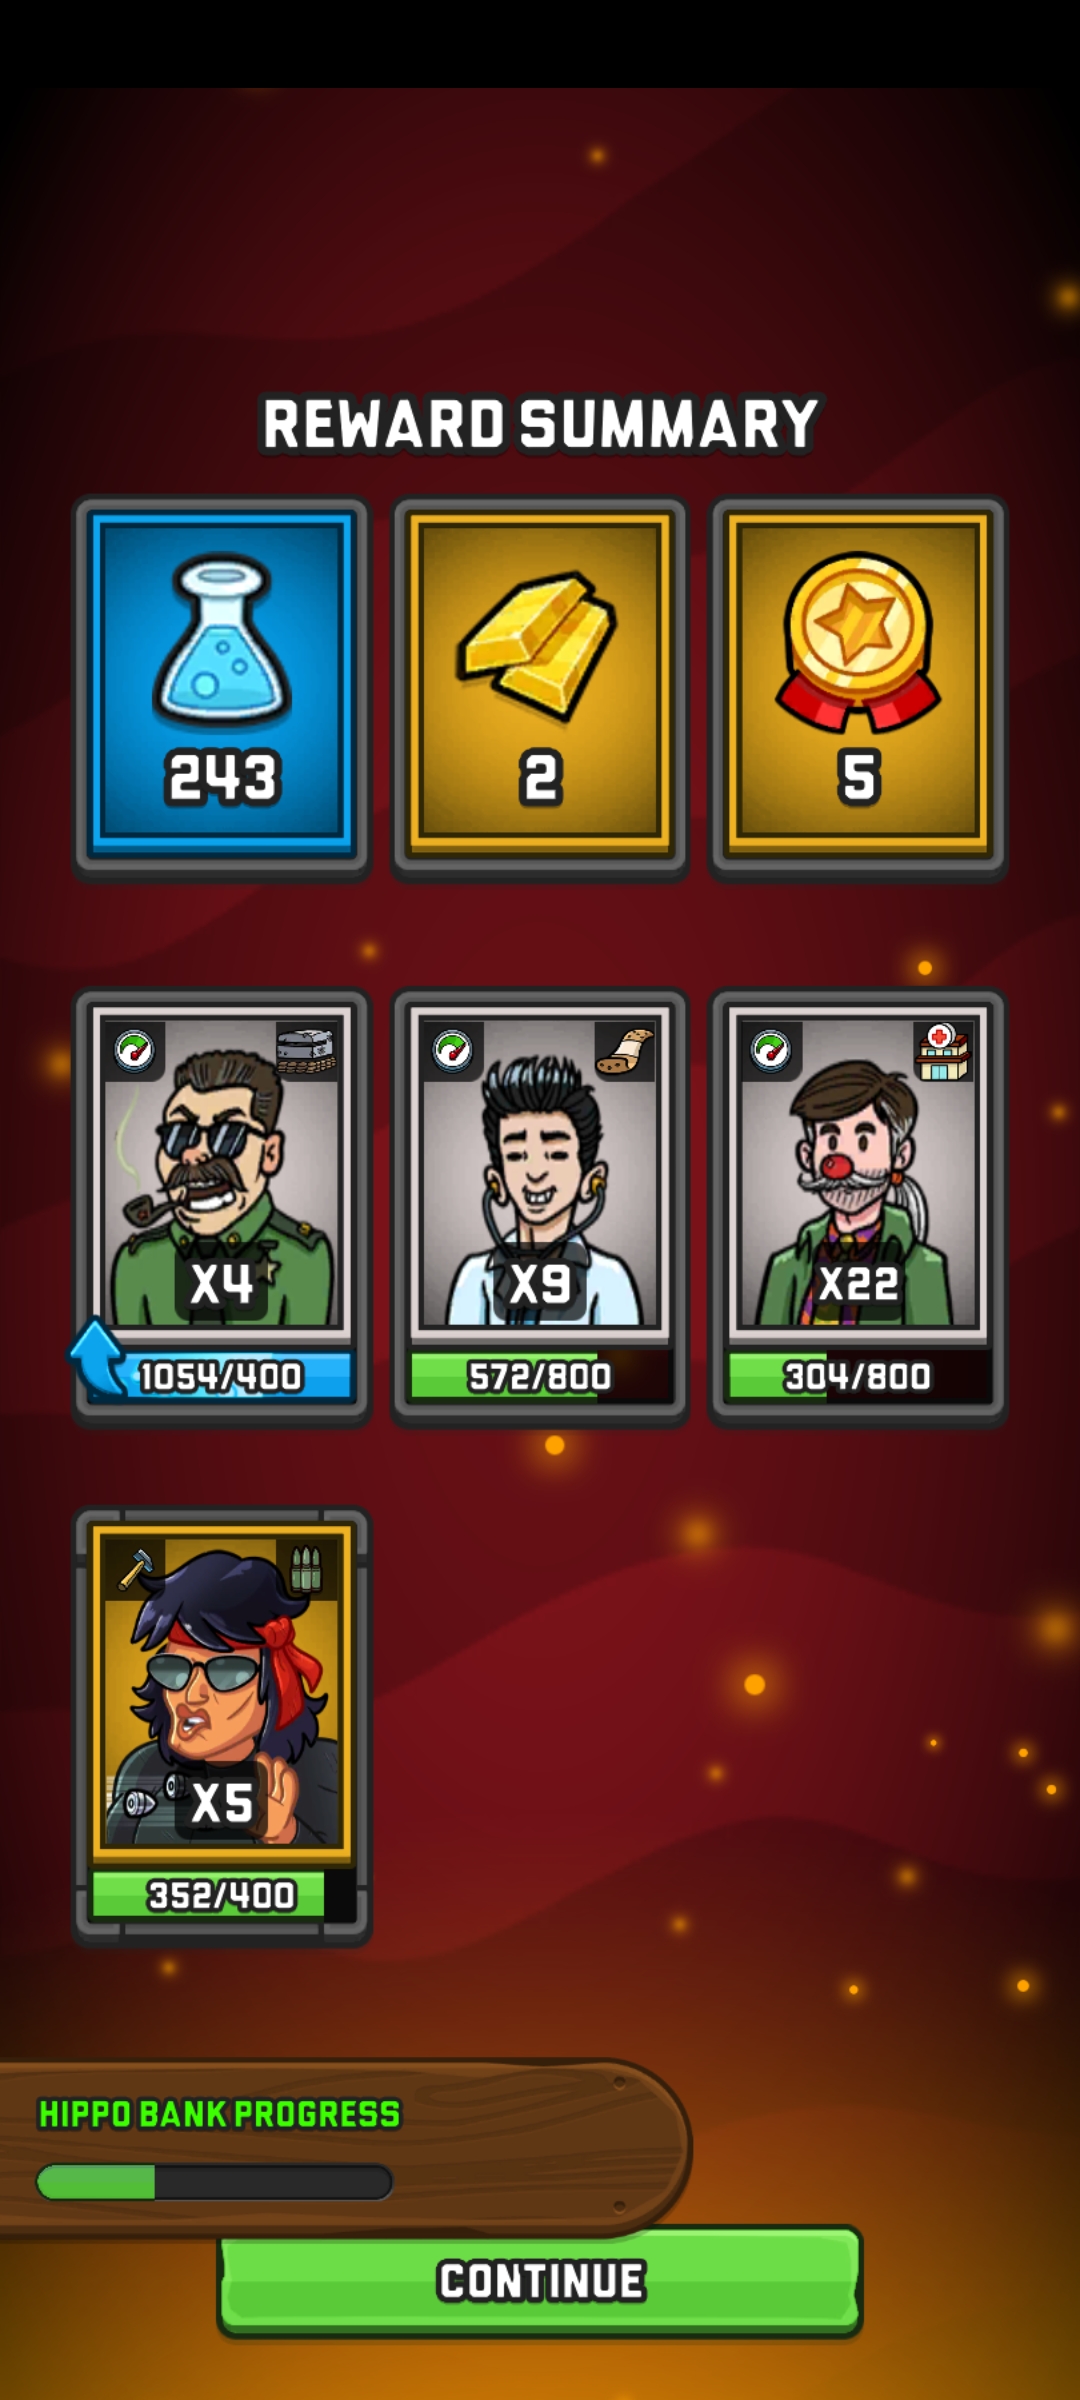 REWARD SUMMARY
243
2
5
X4
X9
X22
1054/400
572/800
304/800
X5
352/400
HIPPO BANK PROGRESS
CONTINUE